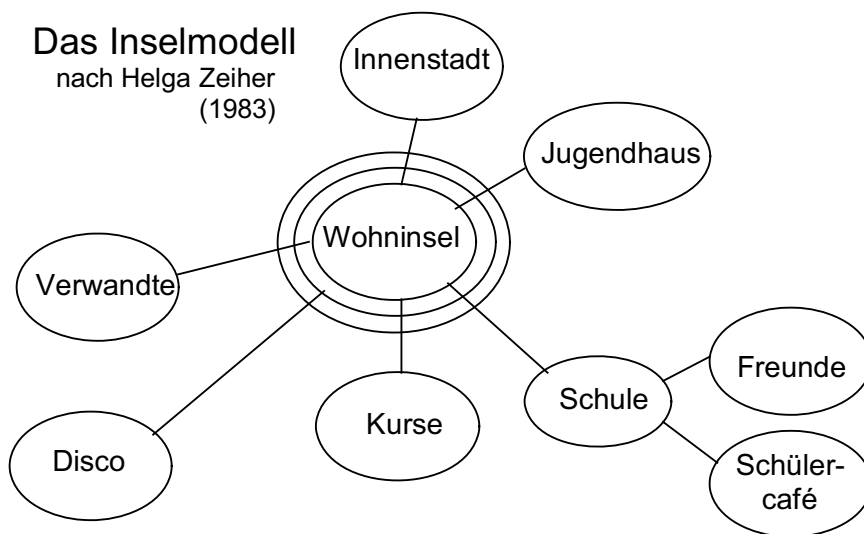 Das Inselmodell
nach Helga Zeiher
(1983)
Innenstadt
Jugendhaus
Wohninsel
Verwandte
Freunde
Schule
Kurse
Disco
Schüler-
café